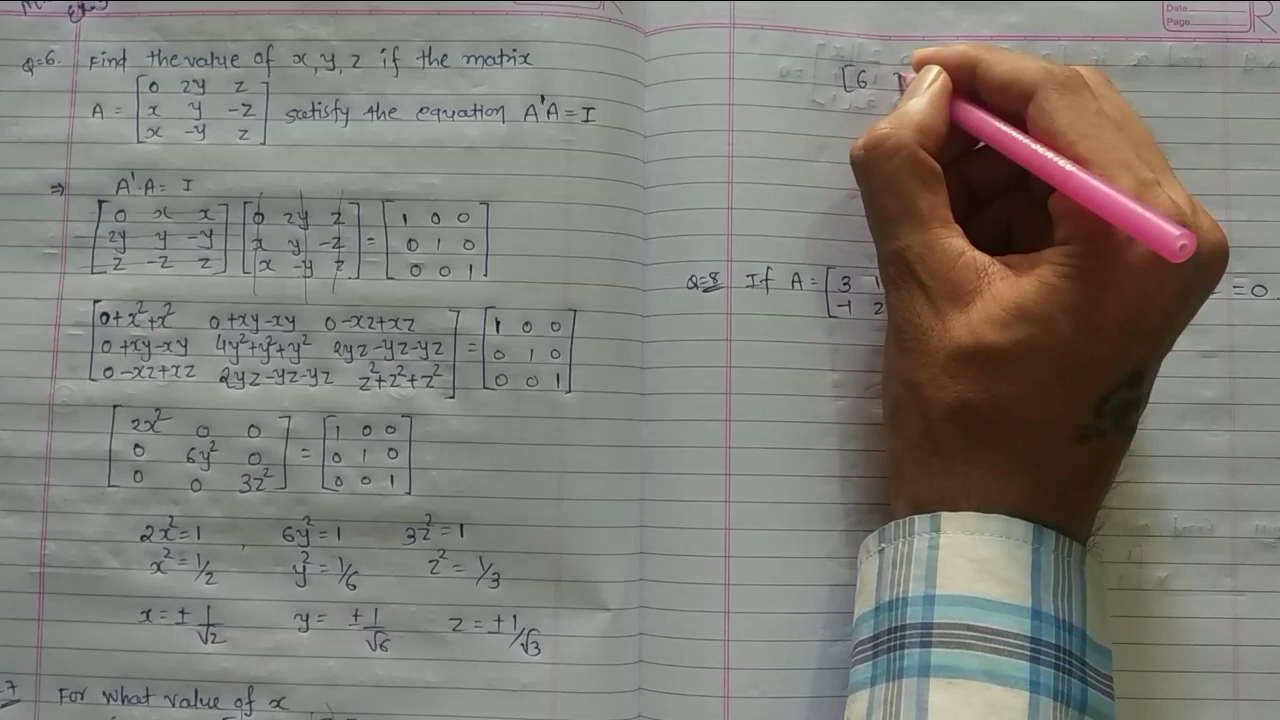 Q=6. Find the value of x, y, z if the matrix
A = [0 2y z
x y -z
x -y z] satisfy the equation A'A = I
⇒ A'·A = I
[0 x x
2y y -y
z -z z] [0 2y z
x y -z
x -y z] = [1 0 0
0 1 0
0 0 1]
[0+x²+x² 0+xy-xy 0-xz+xz
0+xy-xy 4y²+y²+y² 2yz-yz-yz
0-xz+xz 2yz-yz-yz z²+z²+z²] = [1 0 0
0 1 0
0 0 1]
[2x² 0 0
0 6y² 0
0 0 3z²] = [1 0 0
0 1 0
0 0 1]
2x²=1, 6y²=1 3z²=1
x²=1/2 y²=1/6 z²=1/3
x=±1/√2 y=±1/√6 z=±1/√3
-7 For what value of x
Date
Page
[6
Q=8 If A = [3 1
-1 2
=0